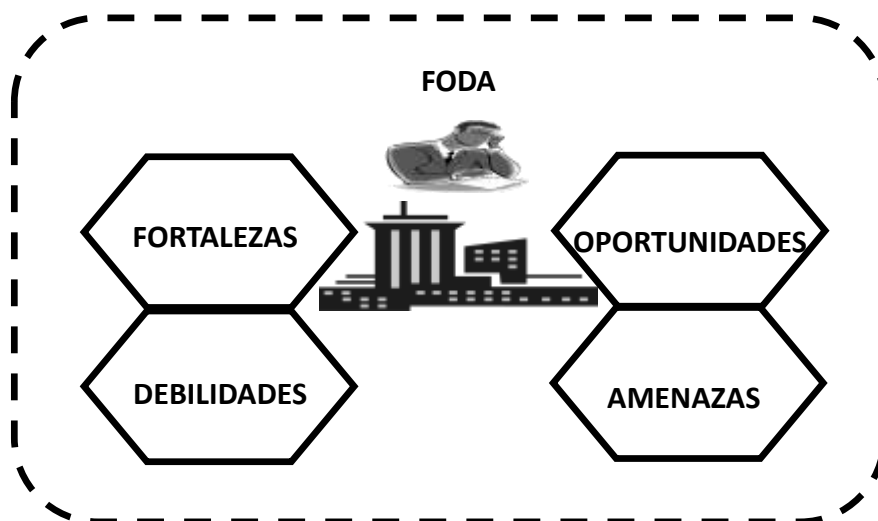 FODA
FORTALEZAS
OPORTUNIDADES
DEBILIDADES
AMENAZAS